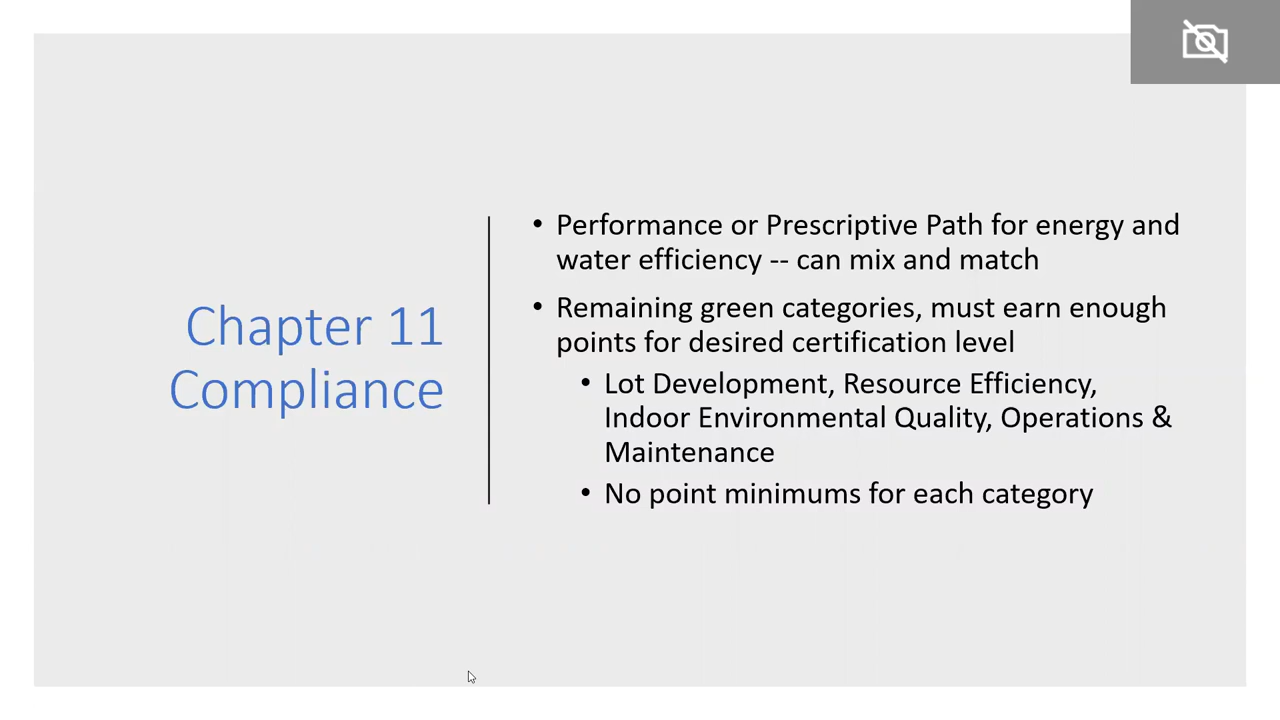 Chapter 11
Compliance
• Performance or Prescriptive Path for energy and
water efficiency -- can mix and match
• Remaining green categories, must earn enough
points for desired certification level
• Lot Development, Resource Efficiency,
Indoor Environmental Quality, Operations &
Maintenance
• No point minimums for each category